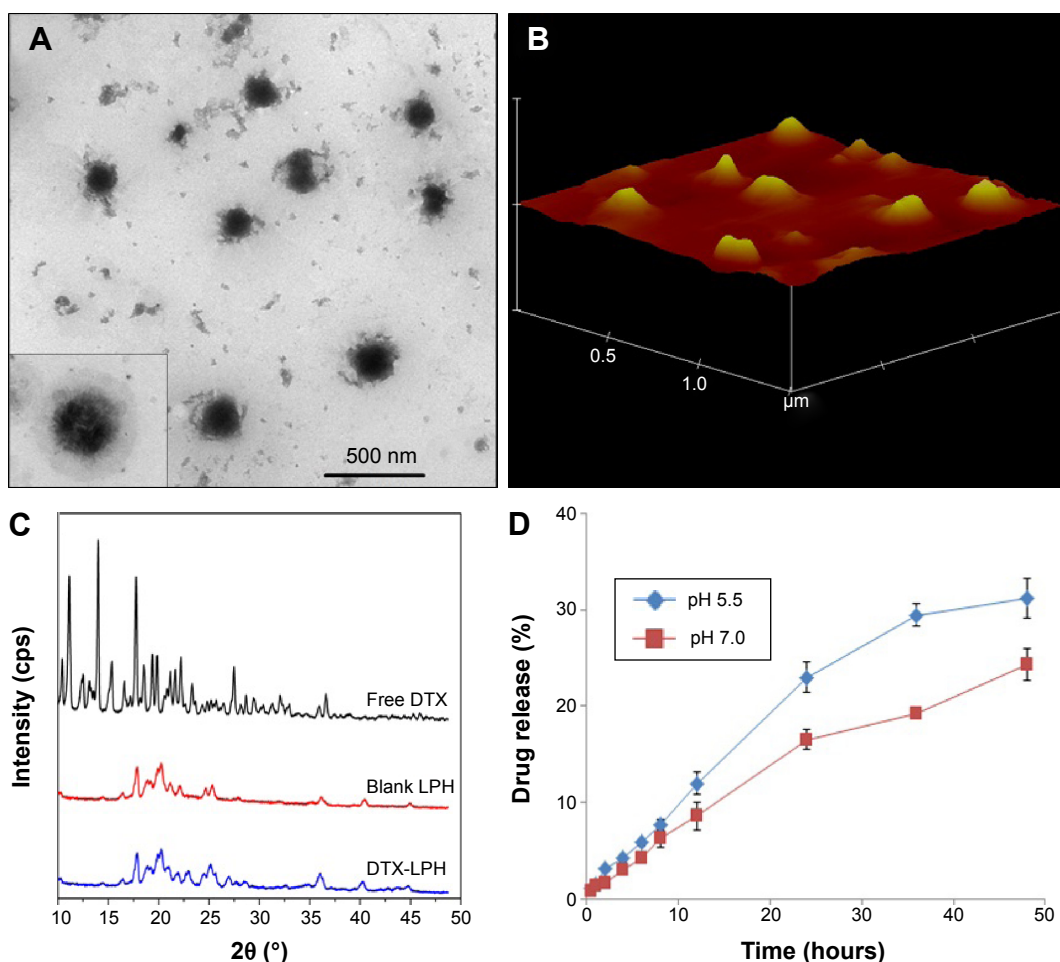 A
500 nm
B
0.5
1.0
µm
C
Intensity (cps)
Free DTX
Blank LPH
DTX-LPH
10 15 20 25 30 35 40 45 50
2θ (°)
D
40
30
20
10
0
Drug release (%)
pH 5.5
pH 7.0
0 10 20 30 40 50
Time (hours)